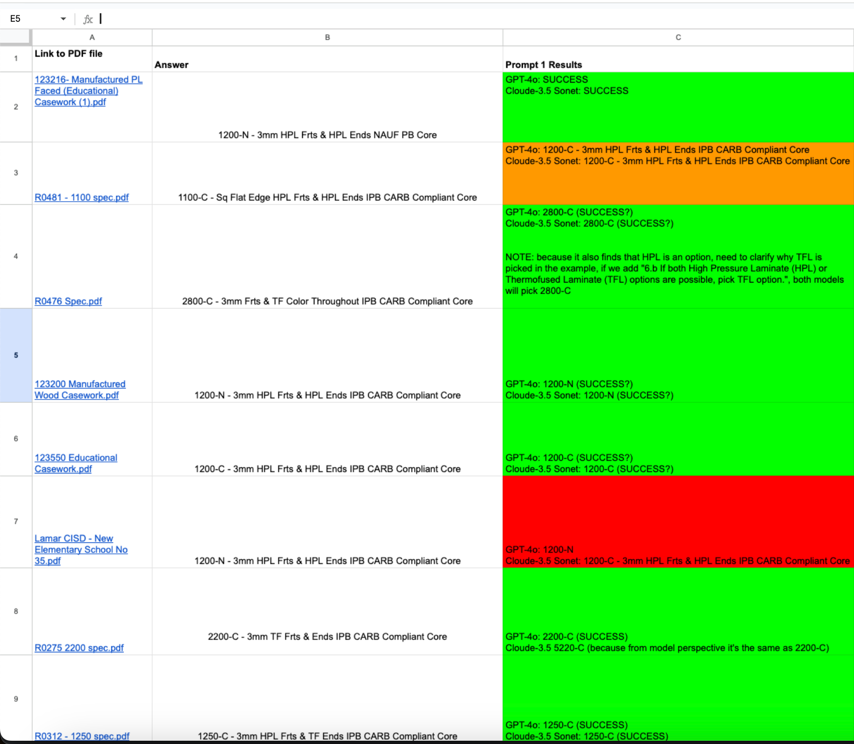 E5
fx
A
B
C
1
Link to PDF file
Answer
Prompt 1 Results
2
123216- Manufactured PL
Faced (Educational)
Casework (1).pdf
1200-N - 3mm HPL Frts & HPL Ends NAUF PB Core
GPT-4o: SUCCESS
Cloude-3.5 Sonet: SUCCESS
3
R0481 - 1100 spec.pdf
1100-C - Sq Flat Edge HPL Frts & HPL Ends IPB CARB Compliant Core
GPT-4o: 1200-C - 3mm HPL Frts & HPL Ends IPB CARB Compliant Core
Cloude-3.5 Sonet: 1200-C - 3mm HPL Frts & HPL Ends IPB CARB Compliant Core
4
R0476 Spec.pdf
2800-C - 3mm Frts & TF Color Throughout IPB CARB Compliant Core
GPT-4o: 2800-C (SUCCESS?)
Cloude-3.5 Sonet: 2800-C (SUCCESS?)
NOTE: because it also finds that HPL is an option, need to clarify why TFL is
picked in the example, if we add "6.b If both High Pressure Laminate (HPL) or
Thermofused Laminate (TFL) options are possible, pick TFL option.", both models
will pick 2800-C
5
123200 Manufactured
Wood Casework.pdf
1200-N - 3mm HPL Frts & HPL Ends IPB CARB Compliant Core
GPT-4o: 1200-N (SUCCESS?)
Cloude-3.5 Sonet: 1200-N (SUCCESS?)
6
123550 Educational
Casework.pdf
1200-C - 3mm HPL Frts & HPL Ends IPB CARB Compliant Core
GPT-4o: 1200-C (SUCCESS?)
Cloude-3.5 Sonet: 1200-C (SUCCESS?)
7
Lamar CISD - New
Elementary School No
35.pdf
1200-N - 3mm HPL Frts & HPL Ends IPB CARB Compliant Core
GPT-4o: 1200-N
Cloude-3.5 Sonet: 1200-C - 3mm HPL Frts & HPL Ends IPB CARB Compliant Core
8
R0275 2200 spec.pdf
2200-C - 3mm TF Frts & Ends IPB CARB Compliant Core
GPT-4o: 2200-C (SUCCESS)
Cloude-3.5 5220-C (because from model perspective it's the same as 2200-C)
9
R0312 - 1250 spec.pdf
1250-C - 3mm HPL Frts & TF Ends IPB CARB Compliant Core
GPT-4o: 1250-C (SUCCESS)
Cloude-3.5 Sonet: 1250-C (SUCCESS)